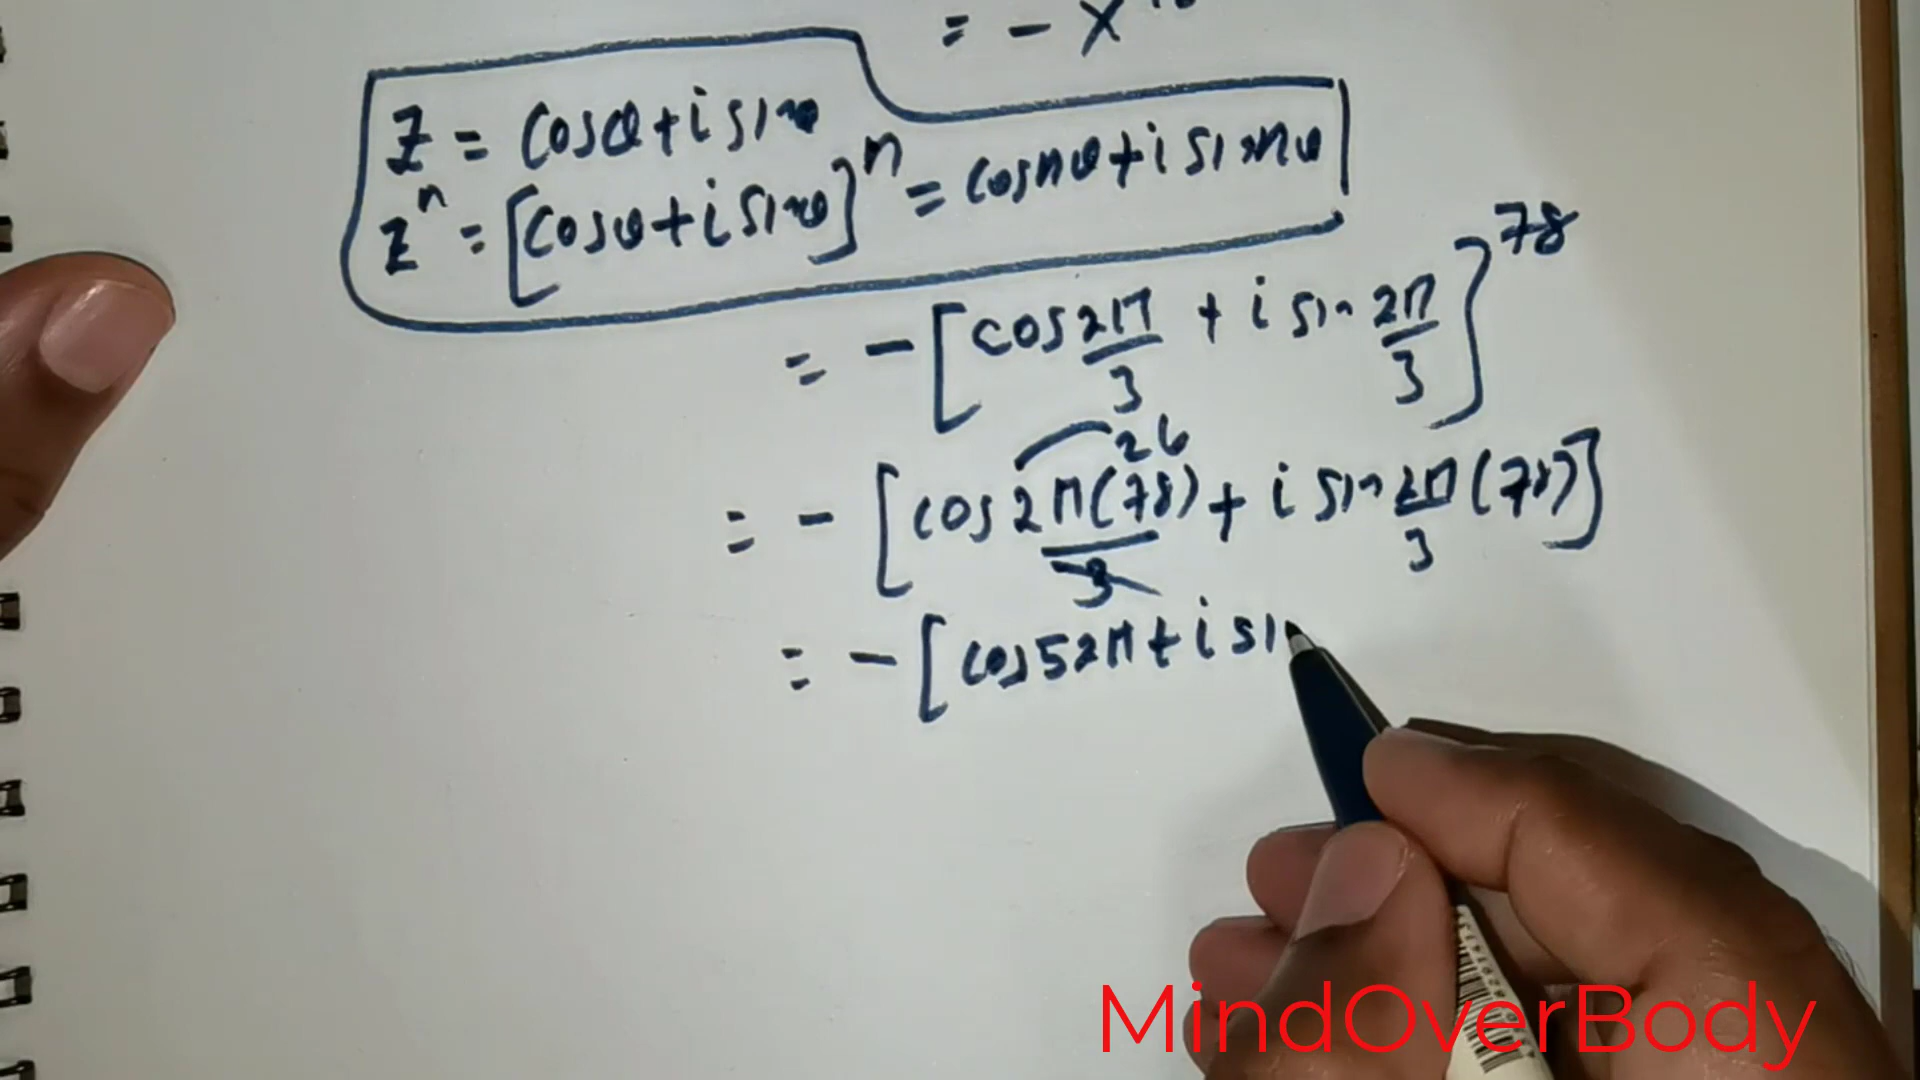 = - X
z = cosθ + i sinθ
zⁿ = [cosθ + i sinθ]ⁿ = cosnθ + i sinnθ
= - [cos 2π/3 + i sin 2π/3]⁷⁸
26
= - [cos 2π(78)/3 + i sin 2π/3 (78)]
= - [cos52π + i si
MindOverBody